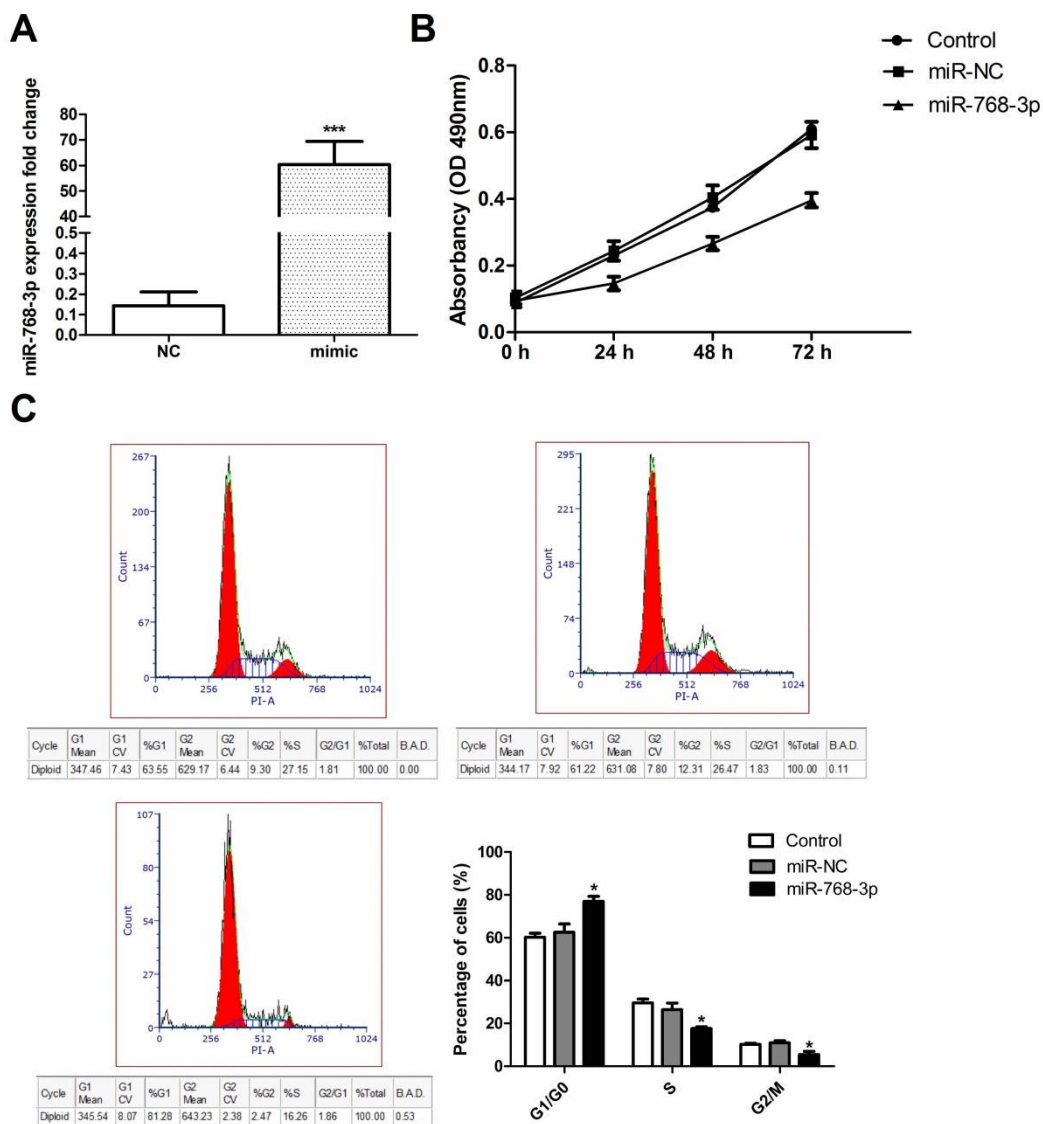 A
miR-768-3p expression fold change
80
70
60
50
40
0.5
0.4
0.3
0.2
0.1
0.0
***
NC
mimic
B
Control
miR-NC
miR-768-3p
Absorbancy (OD 490nm)
0.8
0.6
0.4
0.2
0.0
0 h 24 h 48 h 72 h
C
267
200
134
67
0
Count
0 256 512 768 1024
PI-A
Cycle G1 Mean G1 CV %G1 G2 Mean G2 CV %G2 %S G2/G1 %Total B.A.D.
Diploid 347.46 7.43 63.55 629.17 6.44 9.30 27.15 1.81 100.00 0.00
295
221
148
74
0
Count
0 256 512 768 1024
PI-A
Cycle G1 Mean G1 CV %G1 G2 Mean G2 CV %G2 %S G2/G1 %Total B.A.D.
Diploid 344.17 7.92 61.22 631.08 7.80 12.31 26.47 1.83 100.00 0.11
107
80
54
27
0
Count
0 256 512 768 1024
PI-A
Cycle G1 Mean G1 CV %G1 G2 Mean G2 CV %G2 %S G2/G1 %Total B.A.D.
Diploid 345.54 8.07 81.28 643.23 2.38 2.47 16.26 1.86 100.00 0.53
Control
miR-NC
miR-768-3p
Percentage of cells (%)
100
80
60
40
20
0
*
*
*
G1/G0
S
G2/M